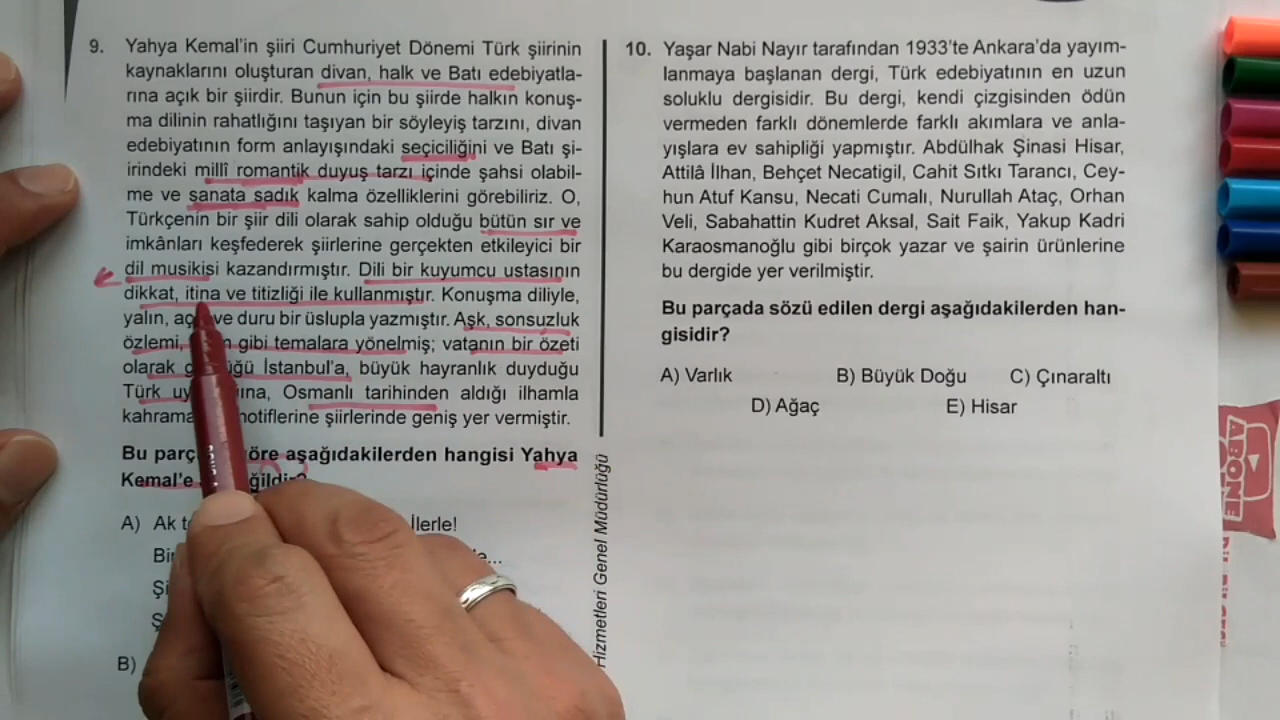 9. Yahya Kemal'in şiiri Cumhuriyet Dönemi Türk şiirinin
kaynaklarını oluşturan divan, halk ve Batı edebiyatla-
rına açık bir şiirdir. Bunun için bu şiirde halkın konuş-
ma dilinin rahatlığını taşıyan bir söyleyiş tarzını, divan
edebiyatının form anlayışındaki seçiciliğini ve Batı şi-
irindeki millî romantik duyuş tarzı içinde şahsi olabil-
me ve sanata sadık kalma özelliklerini görebiliriz. O,
Türkçenin bir şiir dili olarak sahip olduğu bütün sır ve
imkânları keşfederek şiirlerine gerçekten etkileyici bir
dil musikisi kazandırmıştır. Dili bir kuyumcu ustasının
dikkat, itina ve titizliği ile kullanmıştır. Konuşma diliyle,
yalın, ve duru bir üslupla yazmıştır. Aşk, sonsuzluk
özlemi, gibi temalara yönelmiş; vatanın bir özeti
olarak İstanbul'a, büyük hayranlık duyduğu
Türk Osmanlı tarihinden aldığı ilhamla
motiflerine şiirlerinde geniş yer vermiştir.
Bu aşağıdakilerden hangisi Yahya
Kemal'e
A) Ak İlerle!
B)
10. Yaşar Nabi Nayır tarafından 1933'te Ankara'da yayım-
lanmaya başlanan dergi, Türk edebiyatının en uzun
soluklu dergisidir. Bu dergi, kendi çizgisinden ödün
vermeden farklı dönemlerde farklı akımlara ve anla-
yışlara ev sahipliği yapmıştır. Abdülhak Şinasi Hisar,
Attilâ İlhan, Behçet Necatigil, Cahit Sıtkı Tarancı, Cey-
hun Atuf Kansu, Necati Cumalı, Nurullah Ataç, Orhan
Veli, Sabahattin Kudret Aksal, Sait Faik, Yakup Kadri
Karaosmanoğlu gibi birçok yazar ve şairin ürünlerine
bu dergide yer verilmiştir.
Bu parçada sözü edilen dergi aşağıdakilerden han-
gisidir?
A) Varlık B) Büyük Doğu C) Çınaraltı
D) Ağaç E) Hisar
Hizmetleri Genel Müdürlüğü
ABONE